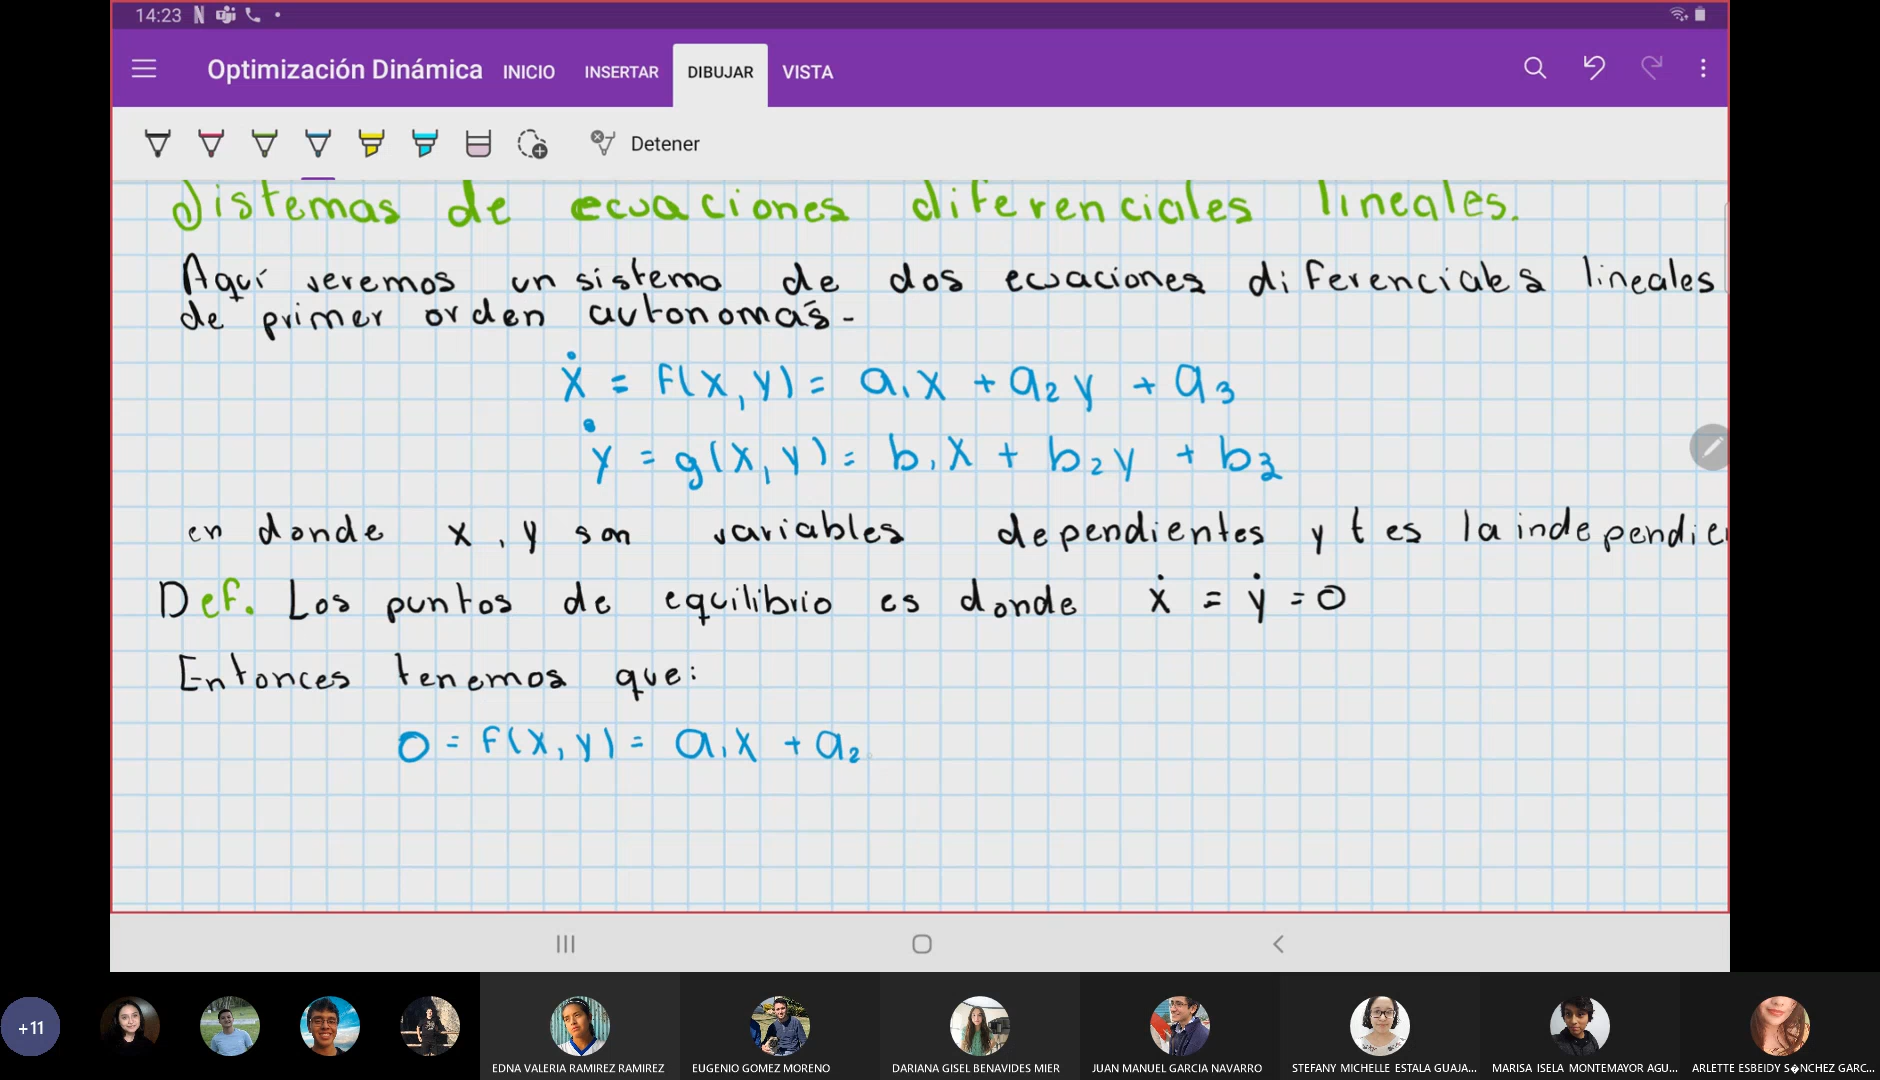 14:23
Optimización Dinámica INICIO INSERTAR DIBUJAR VISTA
Detener
Sistemas de ecuaciones diferenciales lineales.
Aquí veremos un sistema de dos ecuaciones diferenciales lineales
de primer orden autonomas.
ẋ = f(x, y) = a₁x + a₂y + a₃
ẏ = g(x, y) = b₁x + b₂y + b₃
en donde x, y son variables dependientes y t es la independie
Def. Los puntos de equilibrio es donde ẋ = ẏ = 0
Entonces tenemos que:
0 = f(x, y) = a₁x + a₂
+11
EDNA VALERIA RAMIREZ RAMIREZ
EUGENIO GOMEZ MORENO
DARIANA GISEL BENAVIDES MIER
JUAN MANUEL GARCIA NAVARRO
STEFANY MICHELLE ESTALA GUAJA...
MARISA ISELA MONTEMAYOR AGU...
ARLETTE ESBEIDY S�NCHEZ GARC...